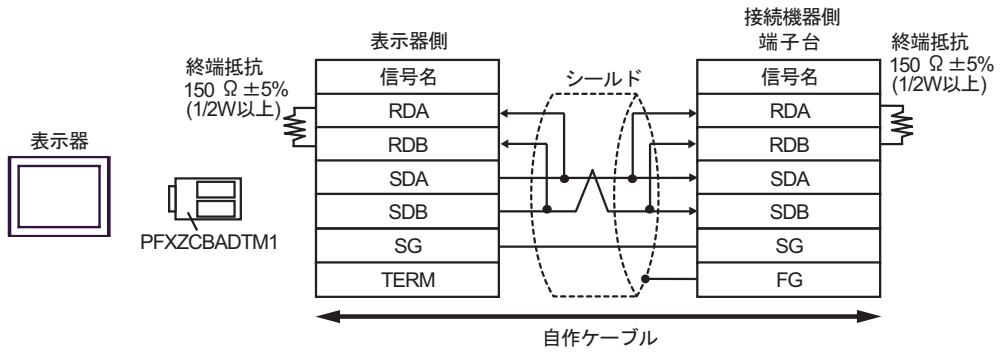 表示器
PFXZCBADTM1
終端抵抗
150 Ω ±5%
(1/2W以上)
表示器側
信号名
RDA
RDB
SDA
SDB
SG
TERM
シールド
接続機器側
端子台
信号名
RDA
RDB
SDA
SDB
SG
FG
終端抵抗
150 Ω ±5%
(1/2W以上)
自作ケーブル